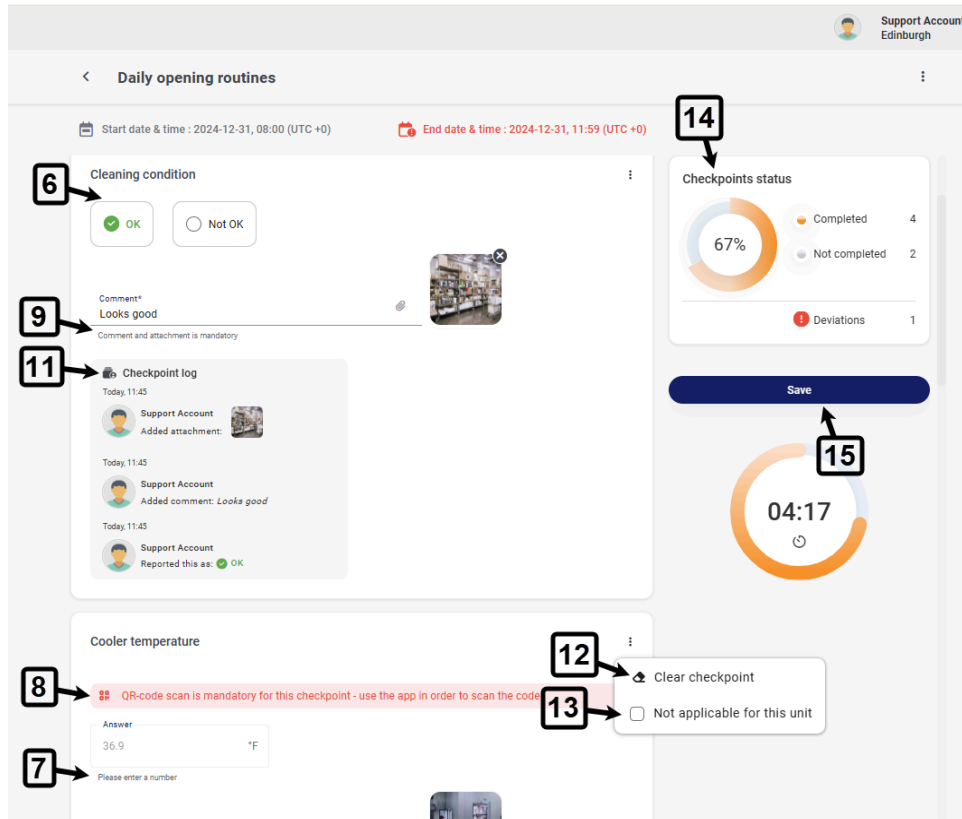 Support Account
Edinburgh
Daily opening routines
Start date & time : 2024-12-31, 08:00 (UTC +0)
End date & time : 2024-12-31, 11:59 (UTC +0)
14
6
Cleaning condition
OK
Not OK
Comment*
Looks good
9
Comment and attachment is mandatory
11
Checkpoint log
Today, 11:45
Support Account
Added attachment:
Today, 11:45
Support Account
Added comment: Looks good
Today, 11:45
Support Account
Reported this as: OK
Checkpoints status
67%
Completed 4
Not completed 2
Deviations 1
Save
15
04:17
Cooler temperature
12
Clear checkpoint
13
Not applicable for this unit
8
QR-code scan is mandatory for this checkpoint - use the app in order to scan the code
Answer
36.9 °F
7
Please enter a number